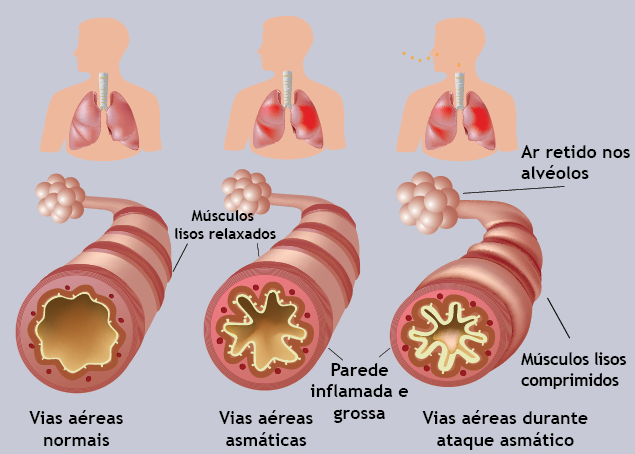 Ar retido nos
alvéolos
Músculos
lisos relaxados
Músculos lisos
comprimidos
Parede
inflamada e
grossa
Vias aéreas
normais
Vias aéreas
asmáticas
Vias aéreas durante
ataque asmático